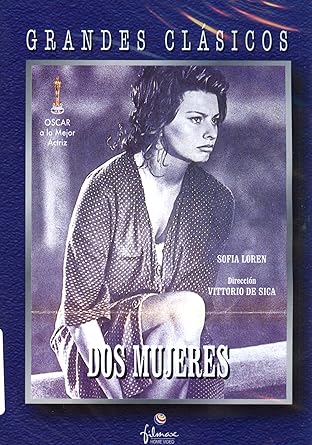 GRANDES CLÁSICOS
OSCAR
a la Mejor
Actriz
SOFIA LOREN
Dirección
VITTORIO DE SICA
DOS MUJERES
filmax
HOME VIDEO